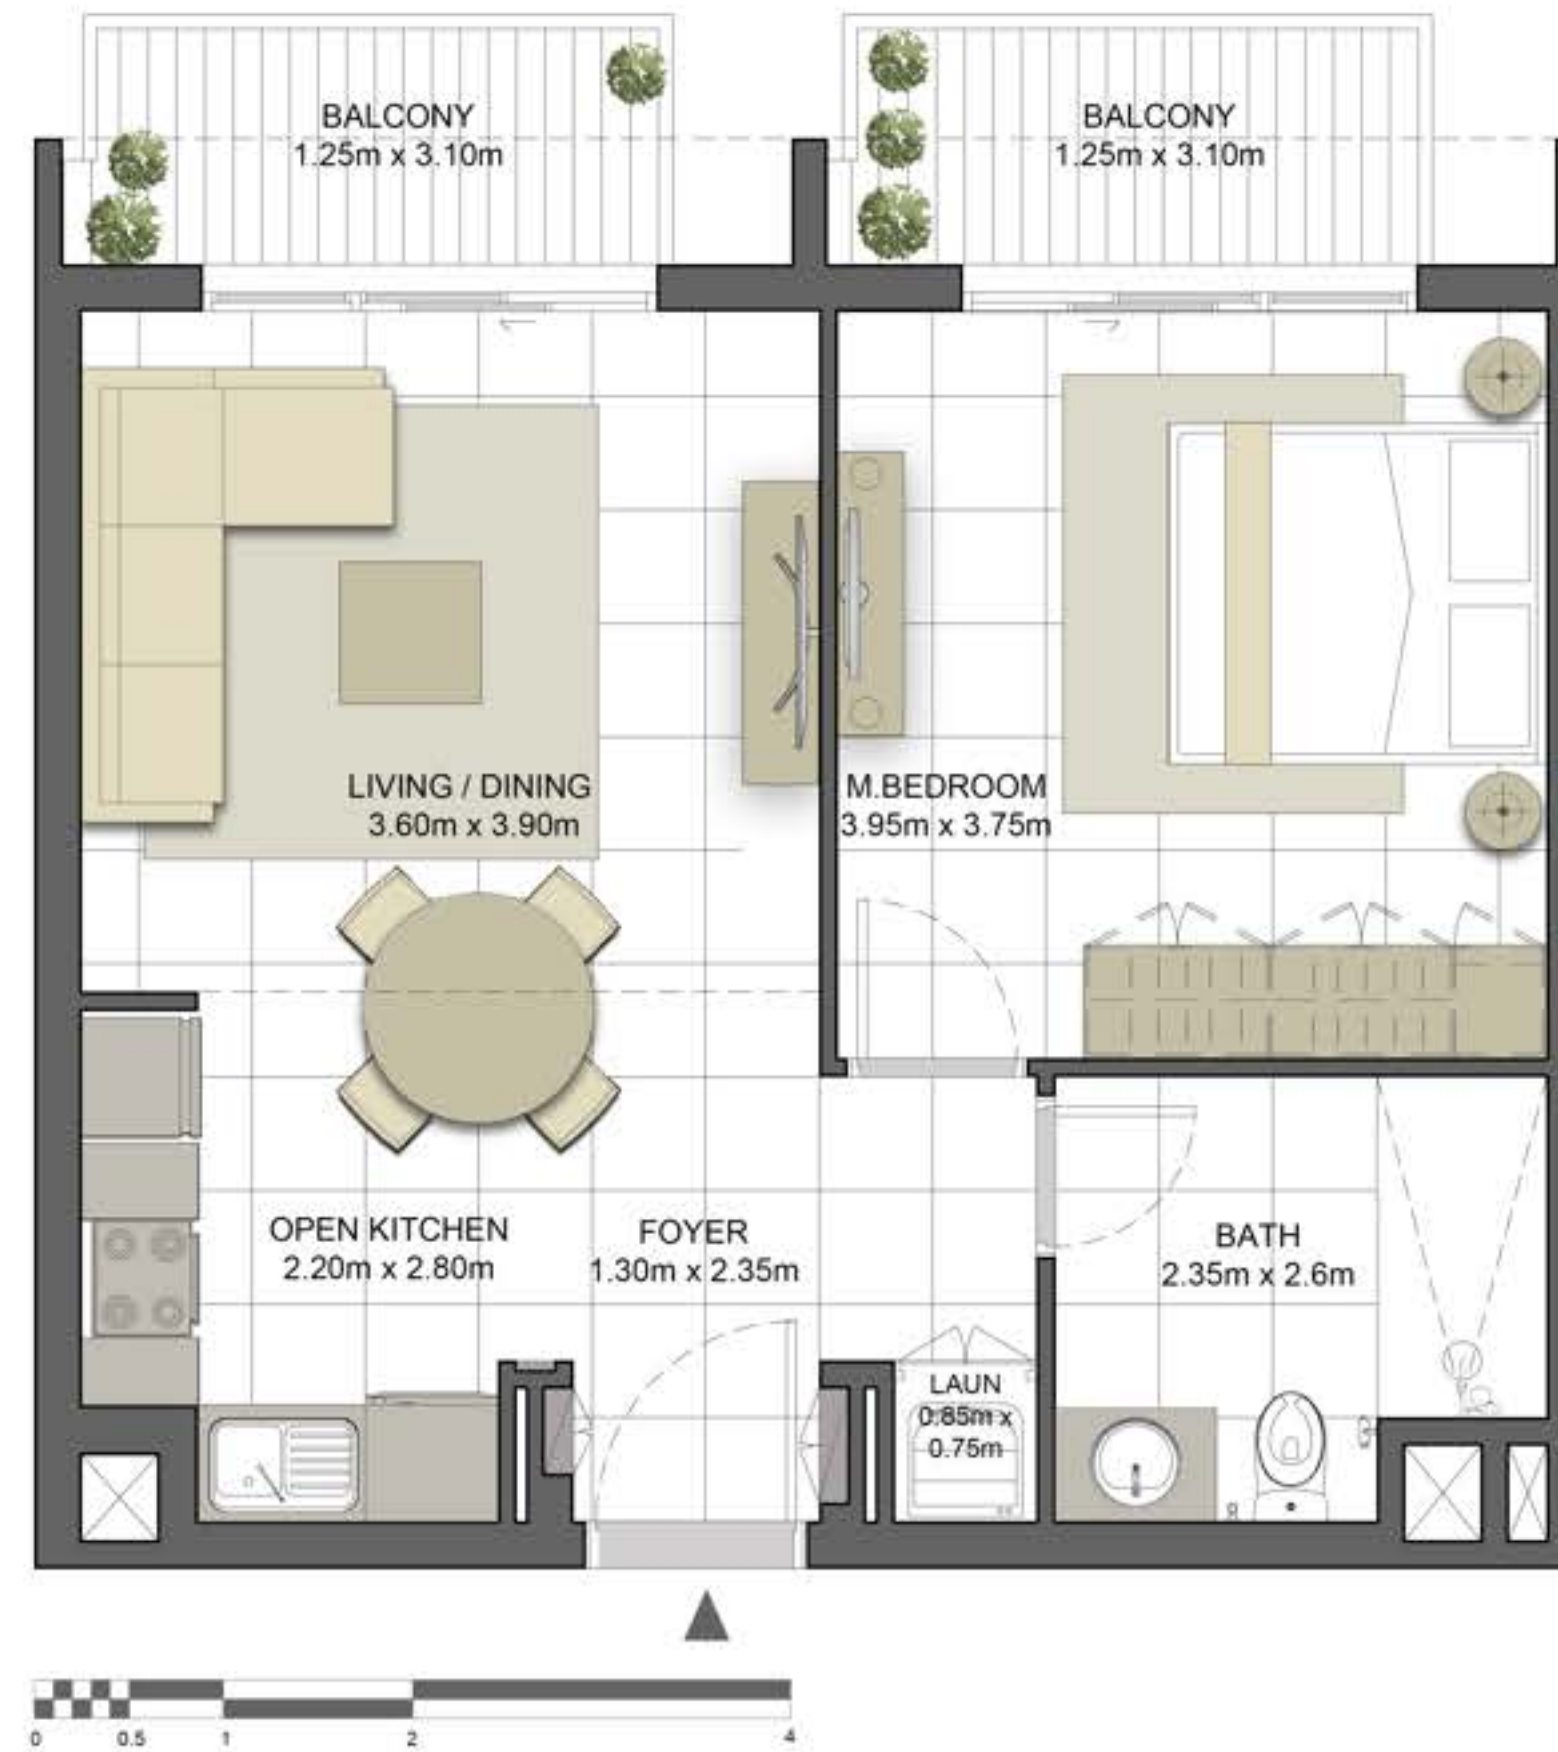 BALCONY
1.25m x 3.10m
BALCONY
1.25m x 3.10m
LIVING / DINING
3.60m x 3.90m
M.BEDROOM
3.95m x 3.75m
OPEN KITCHEN
2.20m x 2.80m
FOYER
1.30m x 2.35m
BATH
2.35m x 2.6m
LAUN
0.85m x
0.75m
0 0.5 1 2 4